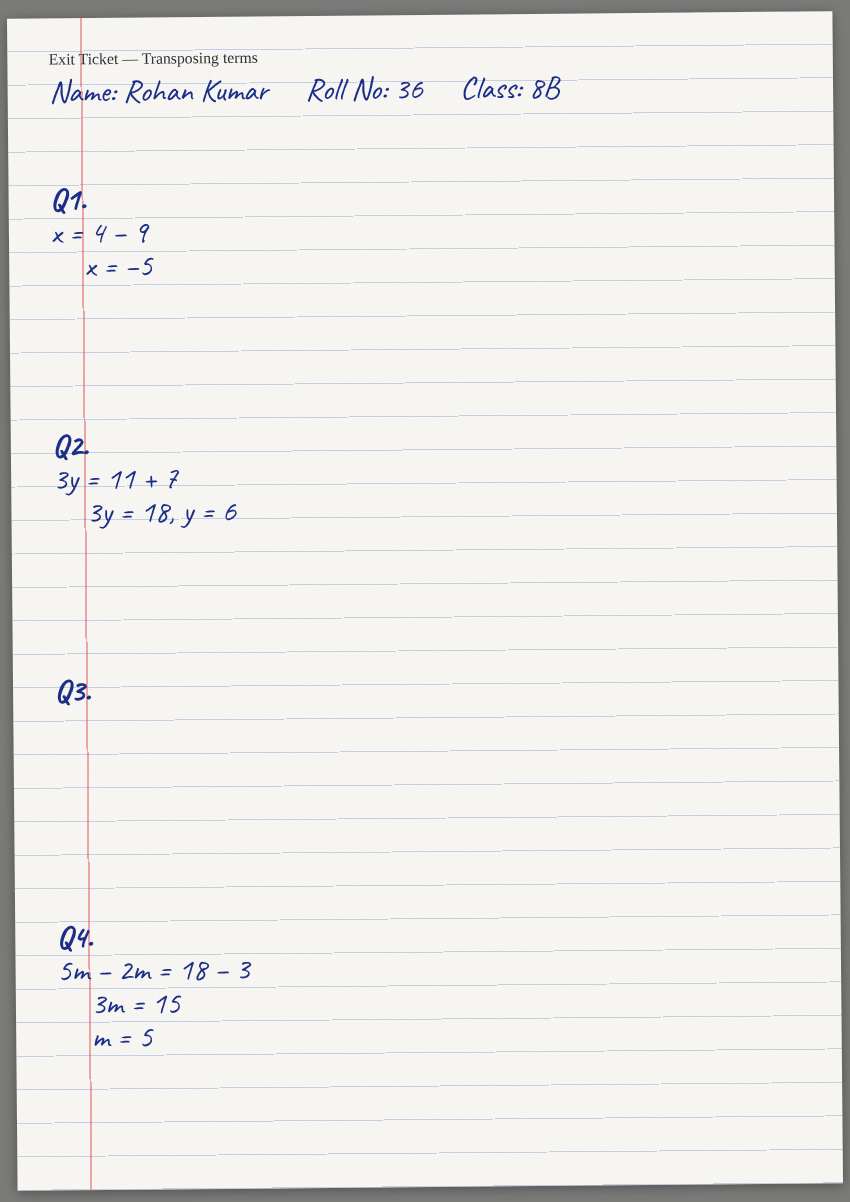 Exit Ticket — Transposing terms
Name: Rohan Kumar Roll No: 36 Class: 8B
Q1.
x = 4 − 9
x = −5
Q2.
3y = 11 + 7
3y = 18, y = 6
Q3.
Q4.
5m − 2m = 18 − 3
3m = 15
m = 5